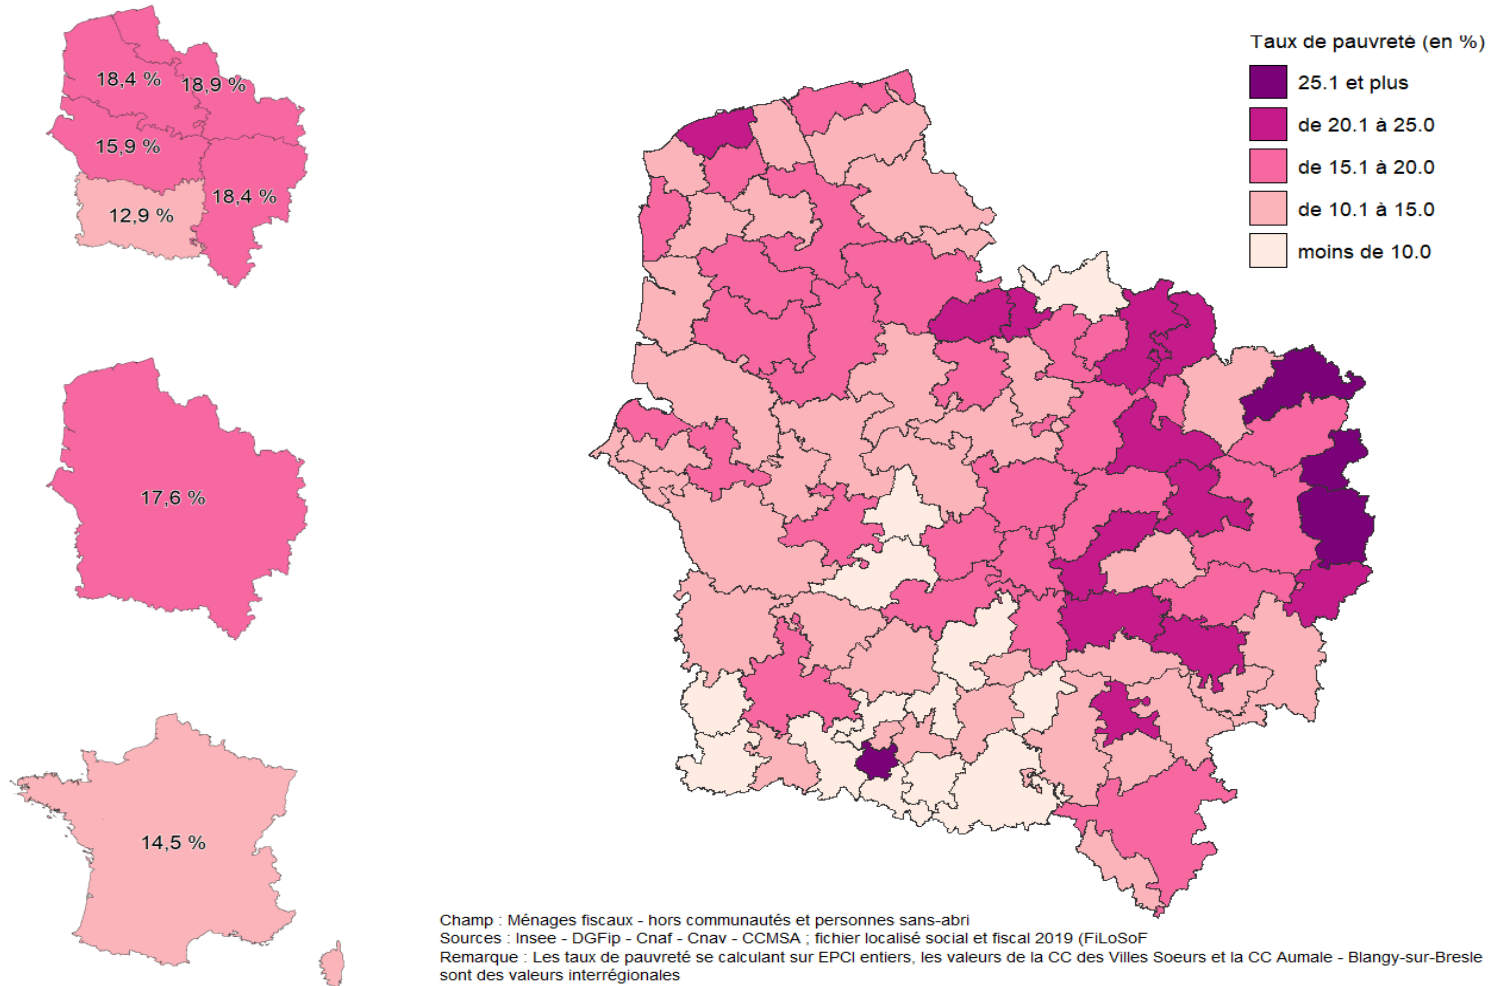 Taux de pauvreté (en %)
25.1 et plus
de 20.1 à 25.0
de 15.1 à 20.0
de 10.1 à 15.0
moins de 10.0
18,4 %
18,9 %
15,9 %
18,4 %
12,9 %
17,6 %
14,5 %
Champ : Ménages fiscaux - hors communautés et personnes sans-abri
Sources : Insee - DGFip - Cnaf - Cnav - CCMSA ; fichier localisé social et fiscal 2019 (FiLoSoF
Remarque : Les taux de pauvreté se calculant sur EPCI entiers, les valeurs de la CC des Villes Soeurs et la CC Aumale - Blangy-sur-Bresle
sont des valeurs interrégionales